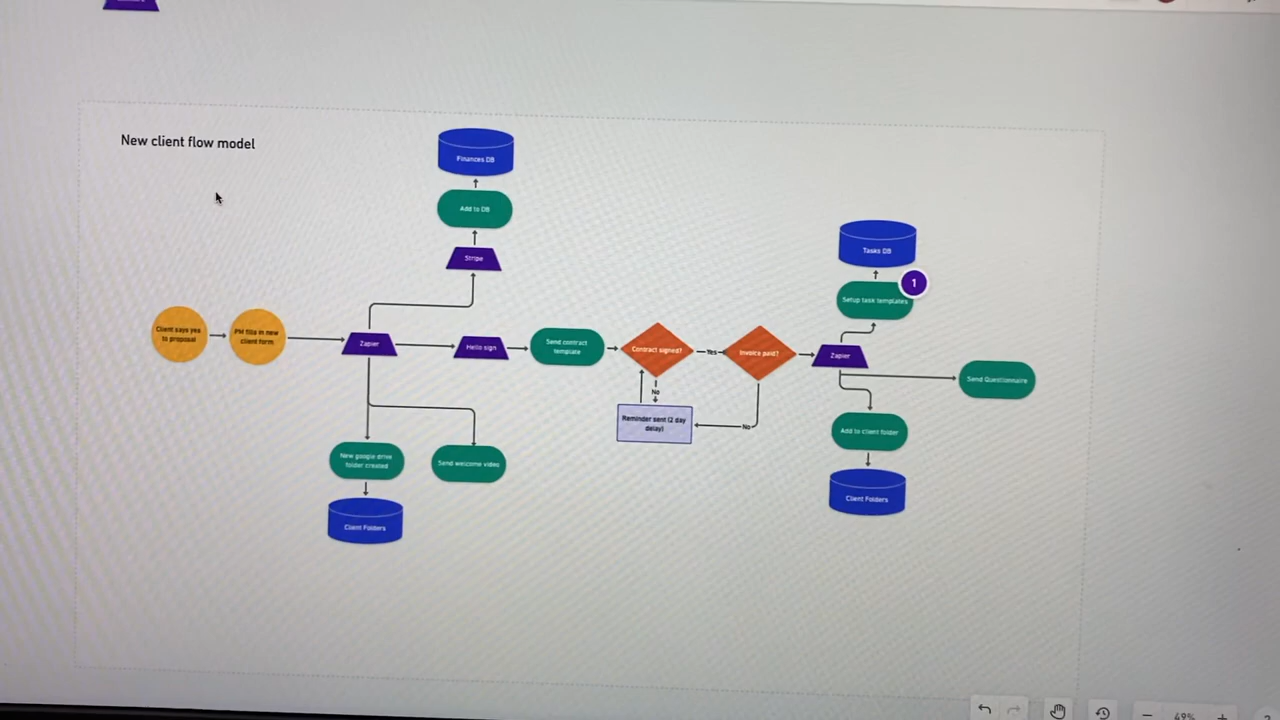 New client flow model
Finances DB
Add to DB
Stripe
Client says yes
to proposal
PM fills in new
client form
Zapier
Hello sign
Send contract
template
Contract signed?
Yes
Invoice paid?
No
Reminder sent (2 day
delay)
No
Tasks DB
1
Setup task templates
Zapier
Send Questionnaire
Add to client folder
Client Folders
New google drive
folder created
Send welcome video
Client Folders
49%